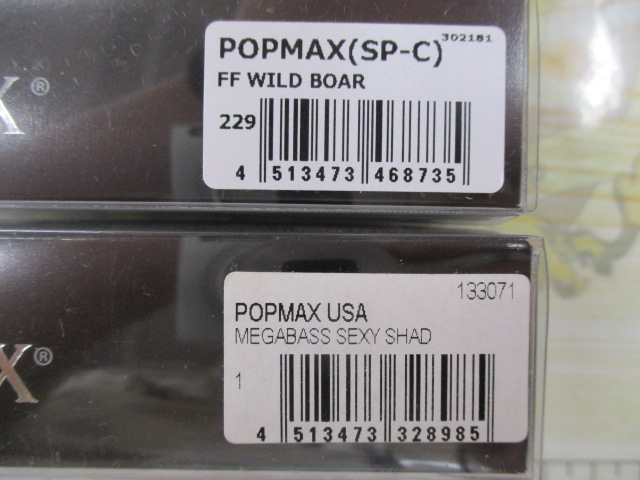 X®
POPMAX(SP-C) 302181
FF WILD BOAR
229
4 513473 468735
X®
133071
POPMAX USA
MEGABASS SEXY SHAD
1
4 513473 328985